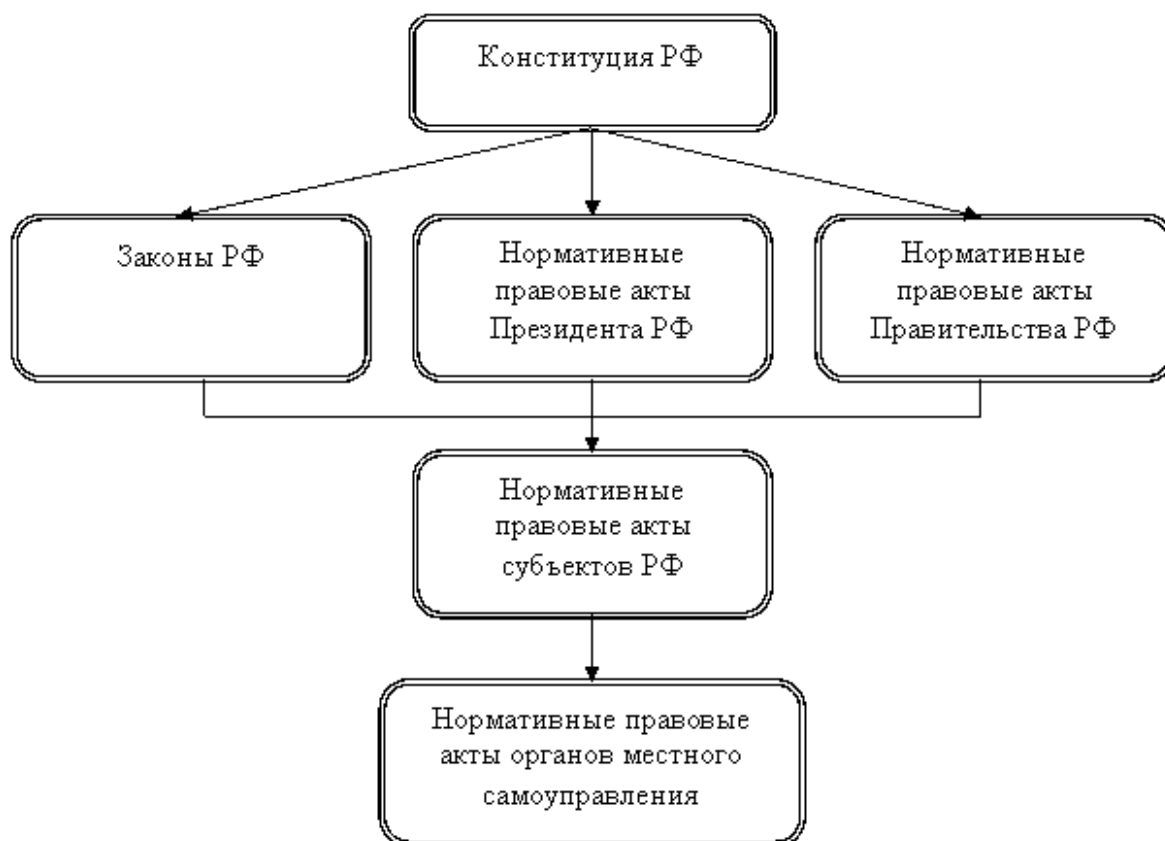 Конституция РФ
Законы РФ
Нормативные
правовые акты
Президента РФ
Нормативные
правовые акты
Правительства РФ
Нормативные
правовые акты
субъектов РФ
Нормативные правовые
акты органов местного
самоуправления